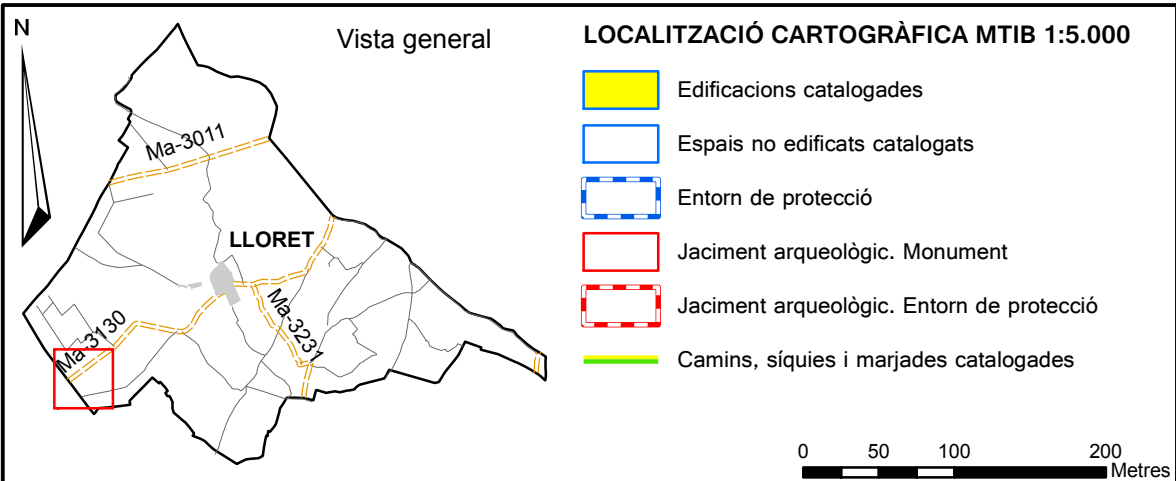 N
Vista general
Ma-3011
LLORET
Ma-3130
Ma-3231
LOCALITZACIÓ CARTOGRÀFICA MTIB 1:5.000
Edificacions catalogades
Espais no edificats catalogats
Entorn de protecció
Jaciment arqueològic. Monument
Jaciment arqueològic. Entorn de protecció
Camins, síquies i marjades catalogades
0 50 100 200
Metres